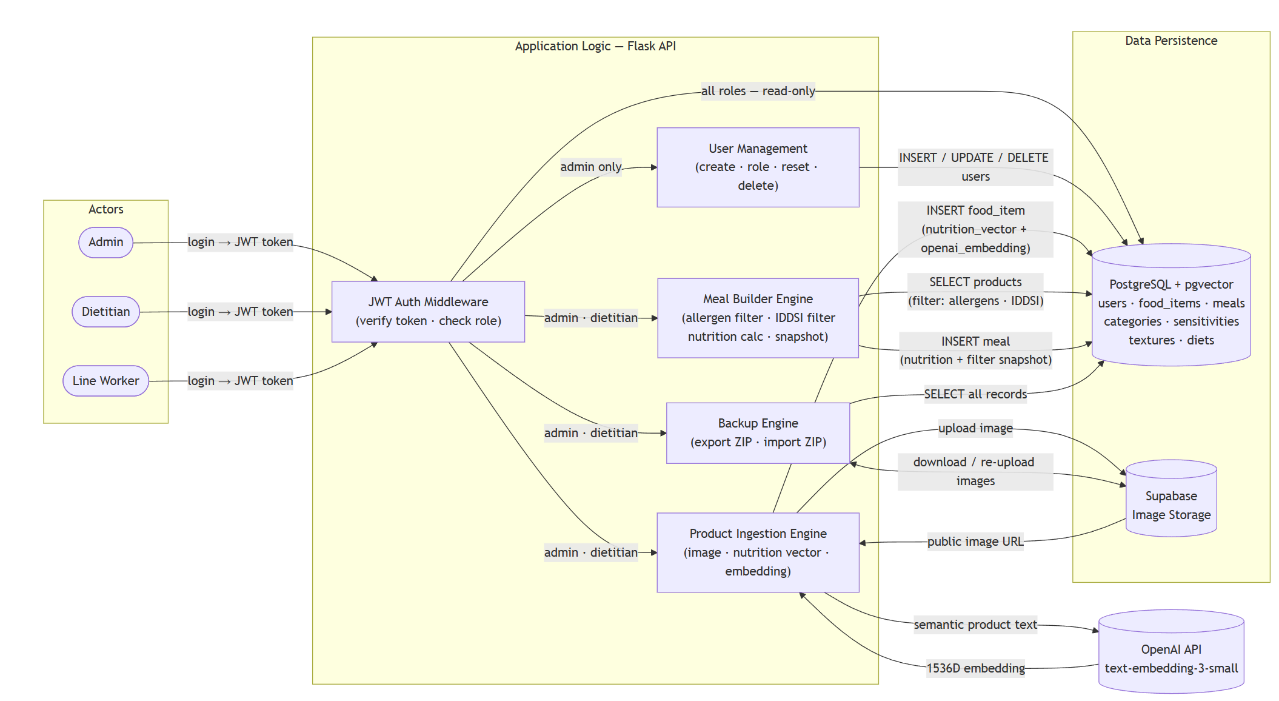 Application Logic — Flask API
Data Persistence
Actors
Admin
Dietitian
Line Worker
login → JWT token
login → JWT token
login → JWT token
JWT Auth Middleware
(verify token · check role)
all roles — read-only
admin only
admin · dietitian
admin · dietitian
admin · dietitian
User Management
(create · role · reset ·
delete)
Meal Builder Engine
(allergen filter · IDDSI filter
nutrition calc · snapshot)
Backup Engine
(export ZIP · import ZIP)
Product Ingestion Engine
(image · nutrition vector ·
embedding)
INSERT / UPDATE / DELETE
users
INSERT food_item
(nutrition_vector +
openai_embedding)
SELECT products
(filter: allergens · IDDSI)
INSERT meal
(nutrition + filter snapshot)
SELECT all records
upload image
download / re-upload
images
public image URL
semantic product text
1536D embedding
PostgreSQL + pgvector
users · food_items · meals
categories · sensitivities
textures · diets
Supabase
Image Storage
OpenAI API
text-embedding-3-small